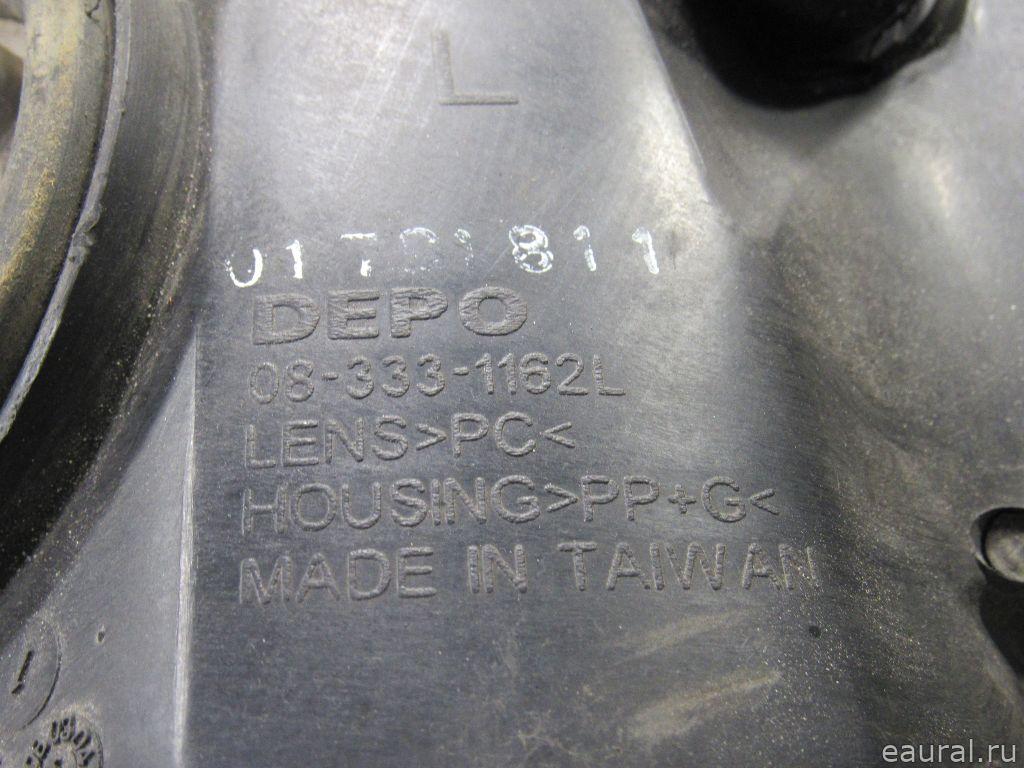 L
DEPO
08-333-1162L
LENS>PC<
HOUSING>PP+G<
MADE IN TAIWAN
eaural.ru